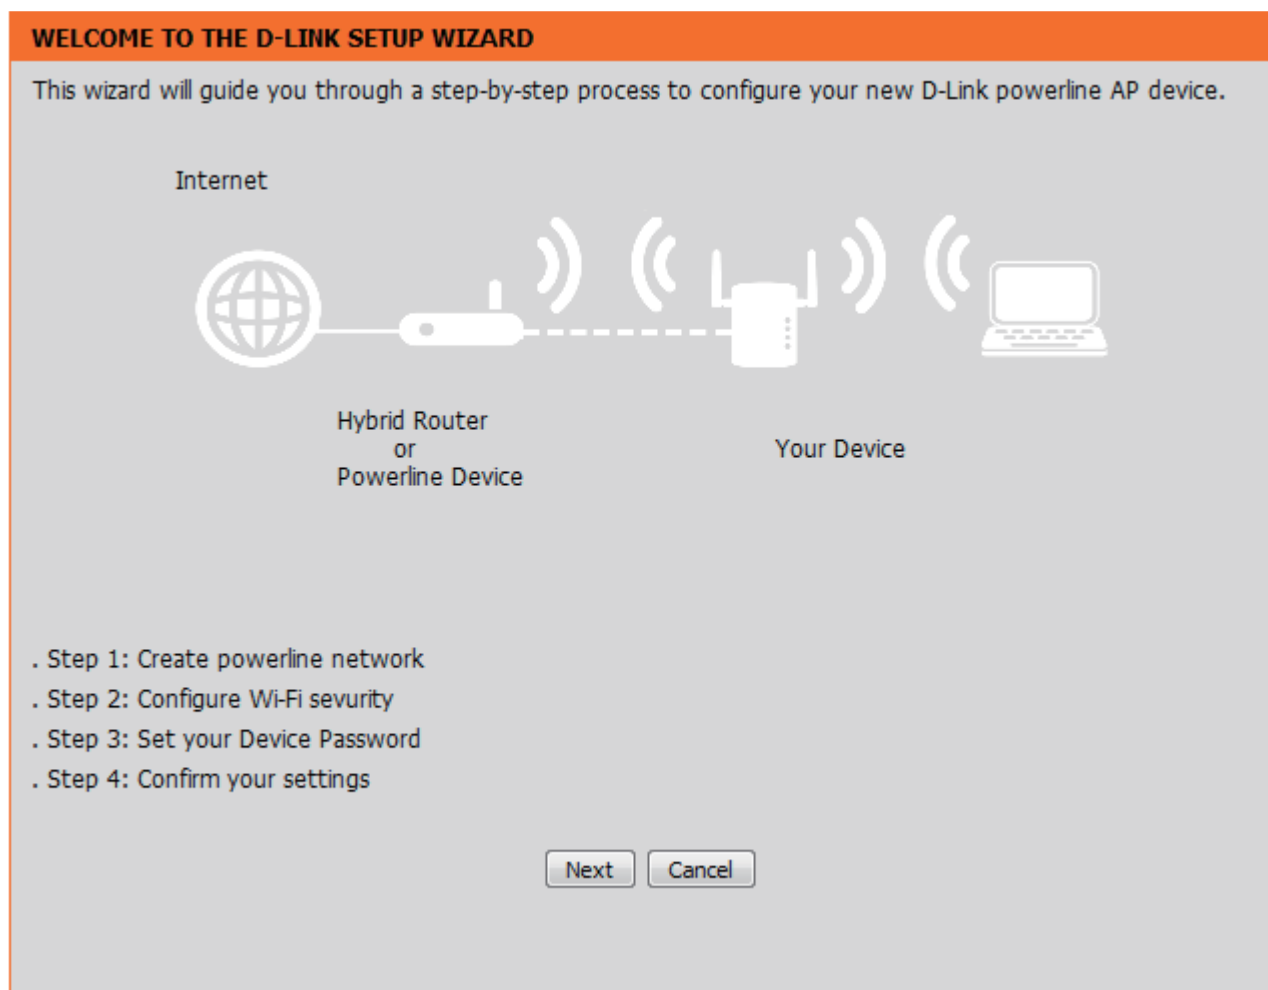 WELCOME TO THE D-LINK SETUP WIZARD
This wizard will guide you through a step-by-step process to configure your new D-Link powerline AP device.
Internet
Hybrid Router
or
Powerline Device
Your Device
. Step 1: Create powerline network
. Step 2: Configure Wi-Fi sevurity
. Step 3: Set your Device Password
. Step 4: Confirm your settings
Next Cancel